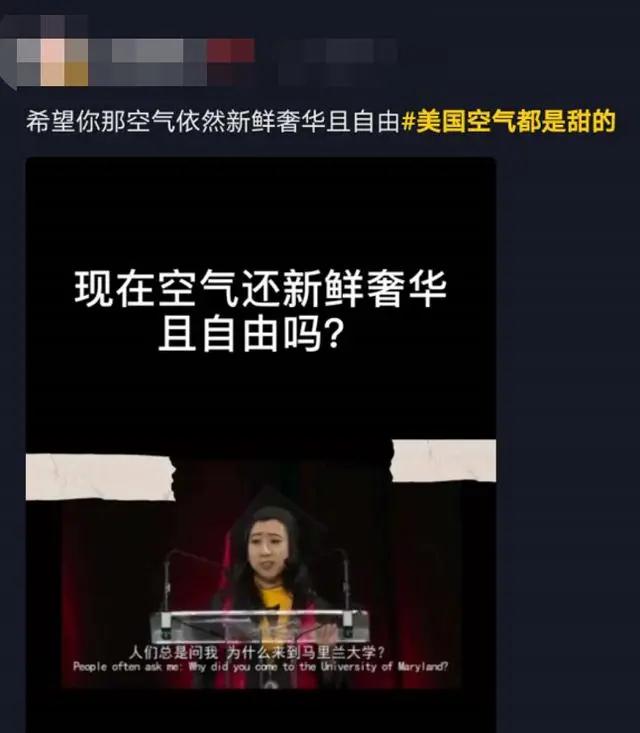 希望你那空气依然新鲜奢华且自由#美国空气都是甜的
现在空气还新鲜奢华
且自由吗?
人们总是问我 为什么来到马里兰大学?
People often ask me: Why did you come to the University of Maryland?